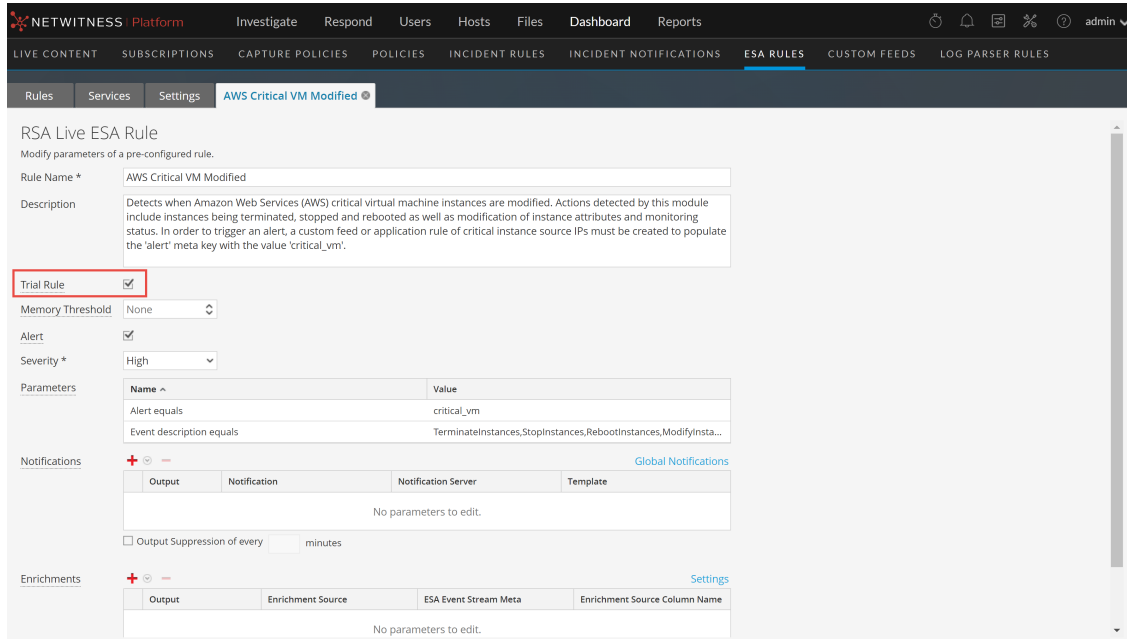 NETWITNESS Platform Investigate Respond Users Hosts Files Dashboard Reports admin
LIVE CONTENT SUBSCRIPTIONS CAPTURE POLICIES POLICIES INCIDENT RULES INCIDENT NOTIFICATIONS ESA RULES CUSTOM FEEDS LOG PARSER RULES
Rules Services Settings AWS Critical VM Modified
RSA Live ESA Rule
Modify parameters of a pre-configured rule.
Rule Name * AWS Critical VM Modified
Description Detects when Amazon Web Services (AWS) critical virtual machine instances are modified. Actions detected by this module
include instances being terminated, stopped and rebooted as well as modification of instance attributes and monitoring
status. In order to trigger an alert, a custom feed or application rule of critical instance source IPs must be created to populate
the 'alert' meta key with the value 'critical_vm'.
Trial Rule
Memory Threshold None
Alert
Severity * High
Parameters Name Value
Alert equals critical_vm
Event description equals TerminateInstances,StopInstances,RebootInstances,ModifyInsta...
Notifications Global Notifications
Output Notification Notification Server Template
No parameters to edit.
Output Suppression of every minutes
Enrichments Settings
Output Enrichment Source ESA Event Stream Meta Enrichment Source Column Name
No parameters to edit.